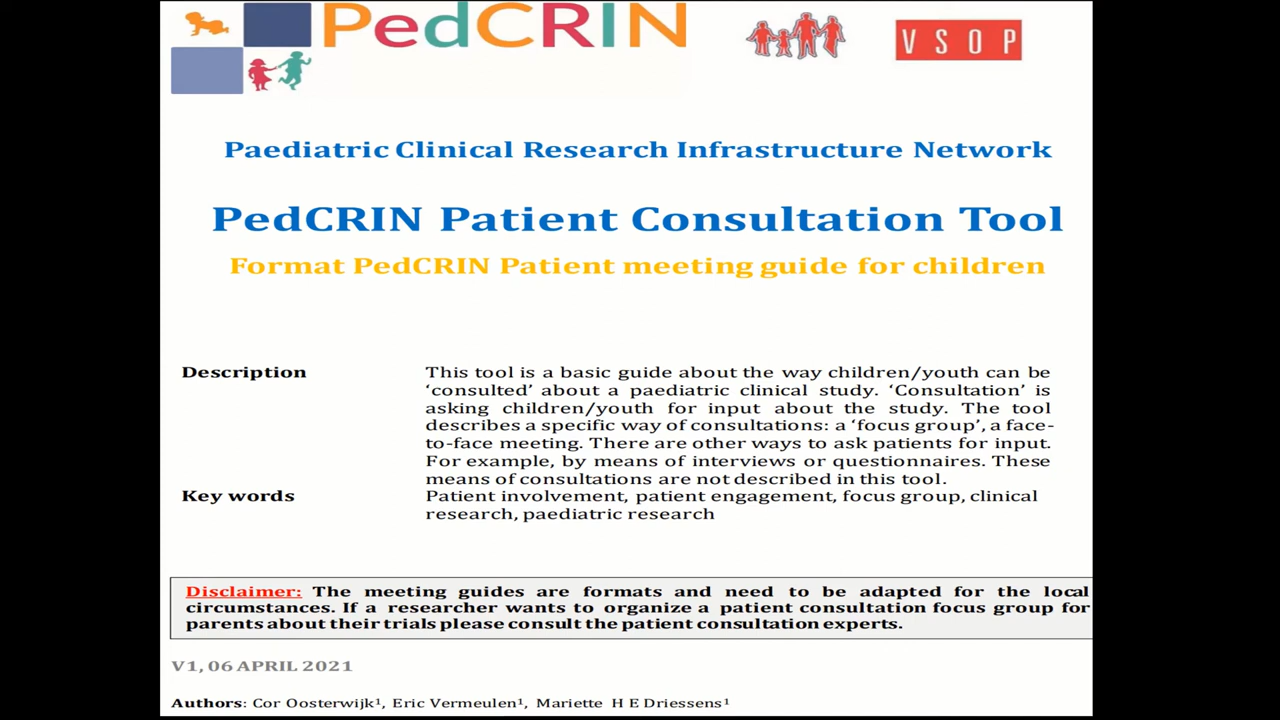 PedCRIN
VSOP
Paediatric Clinical Research Infrastructure Network
PedCRIN Patient Consultation Tool
Format PedCRIN Patient meeting guide for children
Description
This tool is a basic guide about the way children/youth can be
‘consulted’ about a paediatric clinical study. ‘Consultation’ is
asking children/youth for input about the study. The tool
describes a specific way of consultations: a ‘focus group’, a face-
to-face meeting. There are other ways to ask patients for input.
For example, by means of interviews or questionnaires. These
means of consultations are not described in this tool.
Key words
Patient involvement, patient engagement, focus group, clinical
research, paediatric research
Disclaimer: The meeting guides are formats and need to be adapted for the local
circumstances. If a researcher wants to organize a patient consultation focus group for
parents about their trials please consult the patient consultation experts.
V1, 06 APRIL 2021
Authors: Cor Oosterwijk¹, Eric Vermeulen¹, Mariette H E Driessens¹